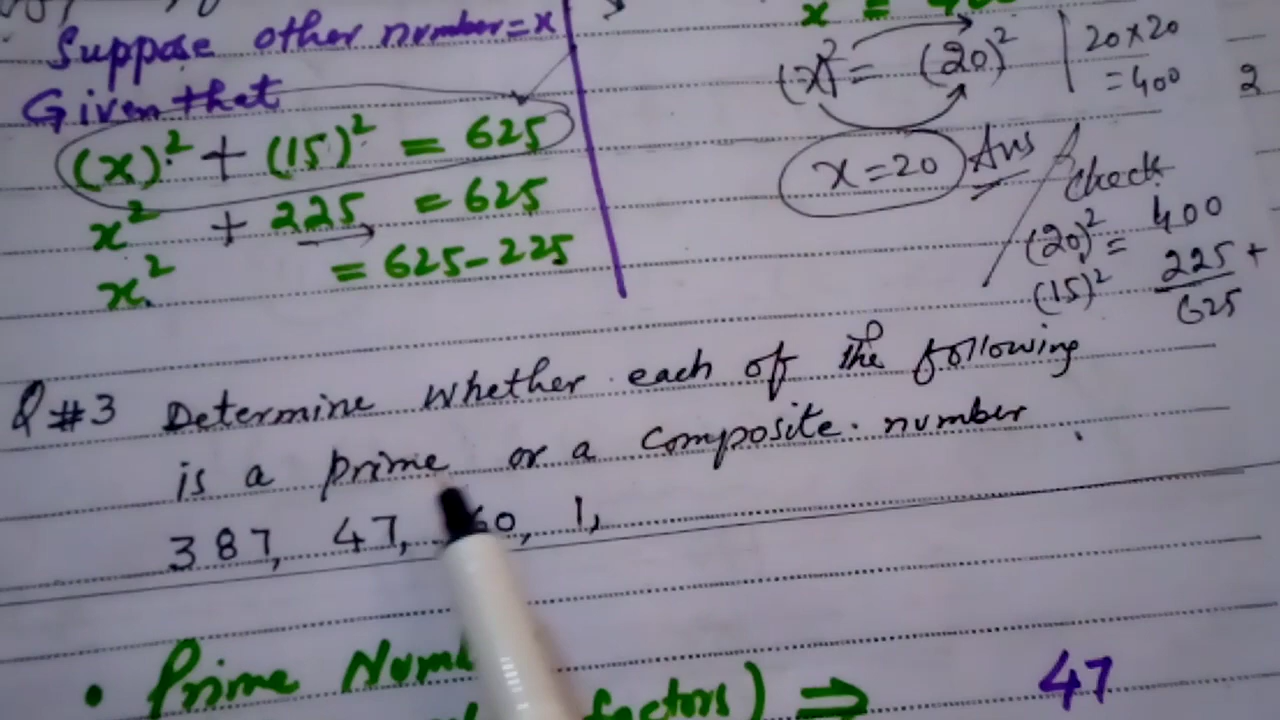 Suppose other number = x
Given that
(x)² + (15)² = 625
x² + 225 = 625
x² = 625 - 225
(x)² = (20)²
20 × 20
= 400
2
x = 20 Ans
Check
(20)² = 400
(15)² 225 +
625
Q #3 Determine whether each of the following
is a prime or a composite. number
387, 47, 60, 1,
• Prime
factors) ⇒ 47